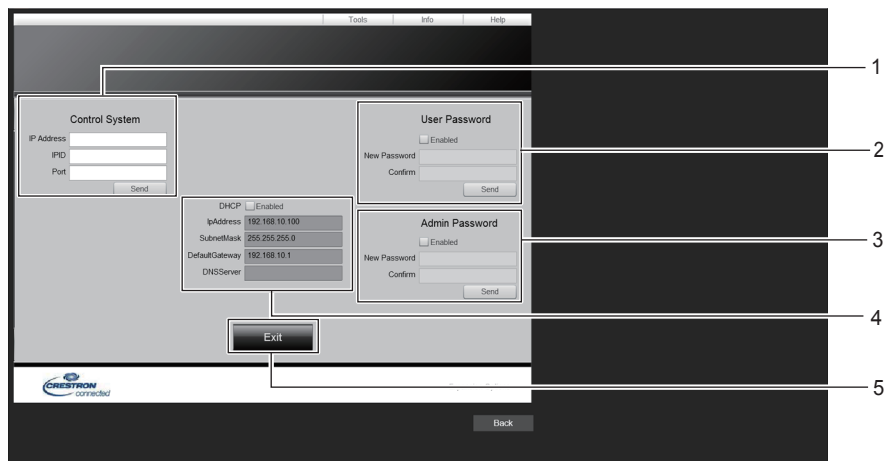 Tools Info Help
1
Control System
IP Address
IPID
Port
Send
User Password
Enabled
New Password
Confirm
Send
2
DHCP Enabled
IpAddress 192.168.10.100
SubnetMask 255.255.255.0
DefaultGateway 192.168.10.1
DNSServer
Admin Password
Enabled
New Password
Confirm
Send
3
4
Exit
5
CRESTRON
connected
Back